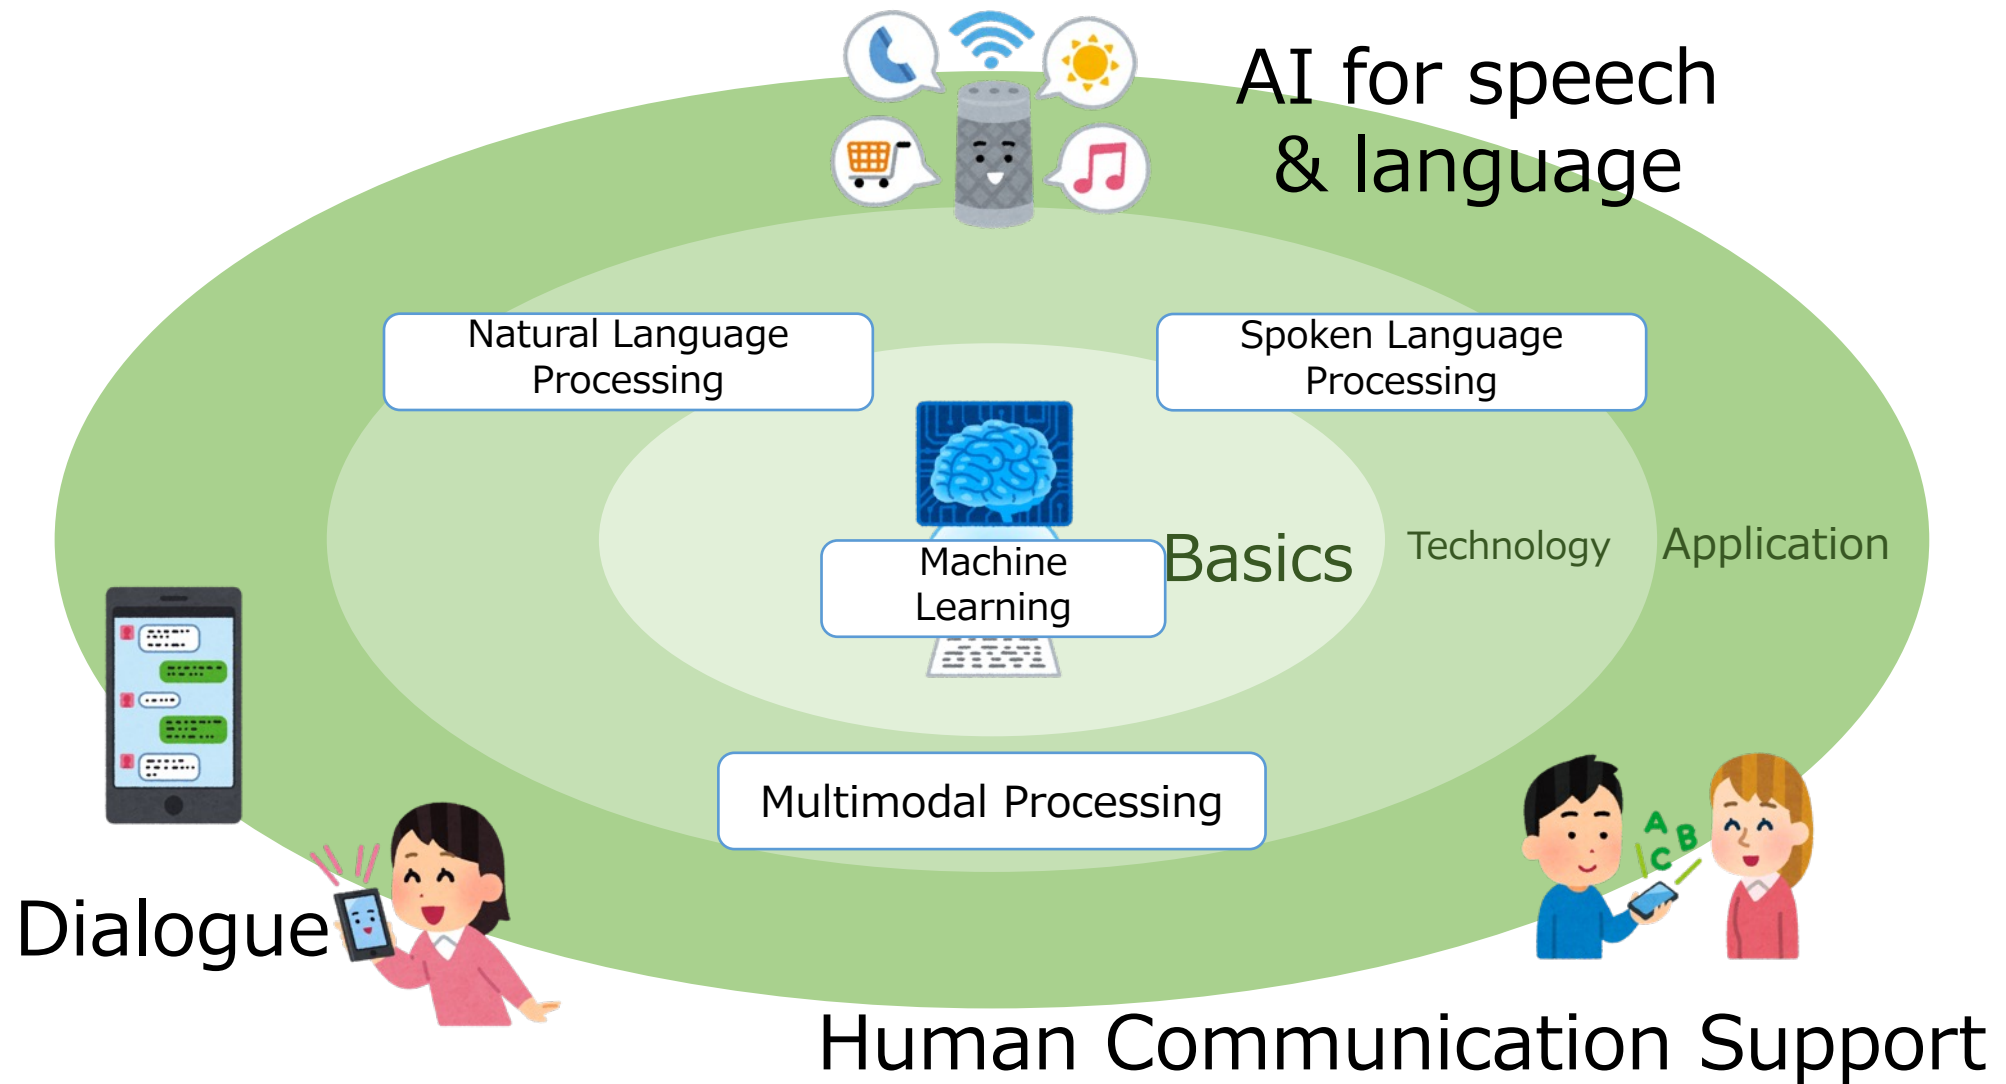 AI for speech
& language
Natural Language
Processing
Spoken Language
Processing
Machine
Learning
Basics
Technology
Application
Multimodal Processing
A
B
C
Dialogue
Human Communication Support